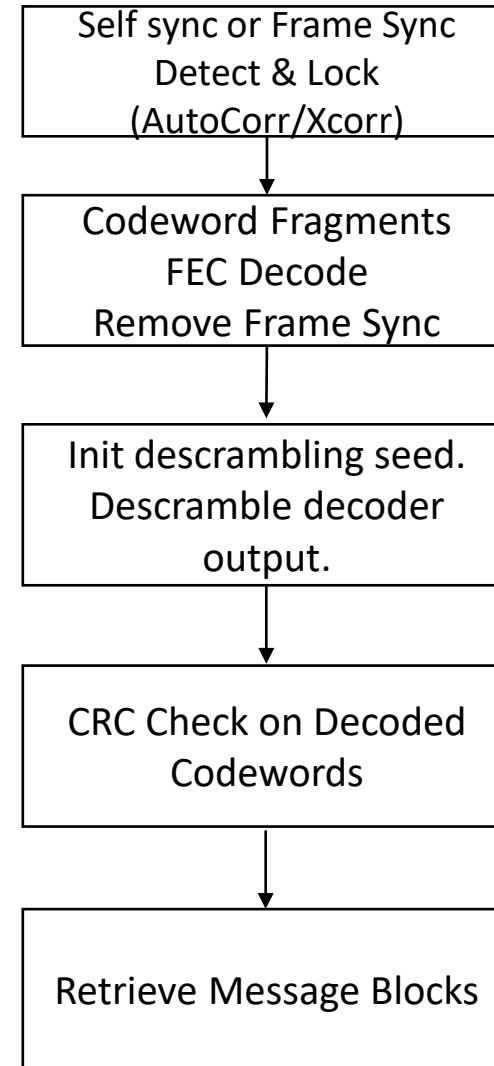 Self sync or Frame Sync
Detect & Lock
(AutoCorr/Xcorr)
Codeword Fragments
FEC Decode
Remove Frame Sync
Init descrambling seed.
Descramble decoder
output.
CRC Check on Decoded
Codewords
Retrieve Message Blocks